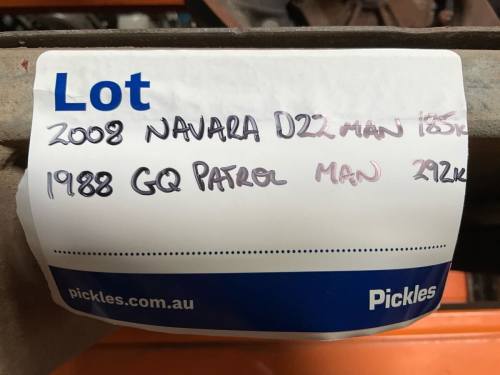 Lot
2008 NAVARA D22 MAN 185K
1988 GQ PATROL MAN 292K
pickles.com.au Pickles